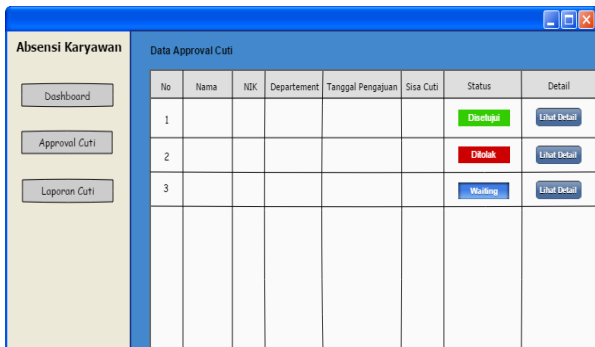 Absensi Karyawan
Dashboard
Approval Cuti
Laporan Cuti
Data Approval Cuti
No Nama NIK Departement Tanggal Pengajuan Sisa Cuti Status Detail
1 Disetujui Lihat Detail
2 Ditolak Lihat Detail
3 Waiting Lihat Detail